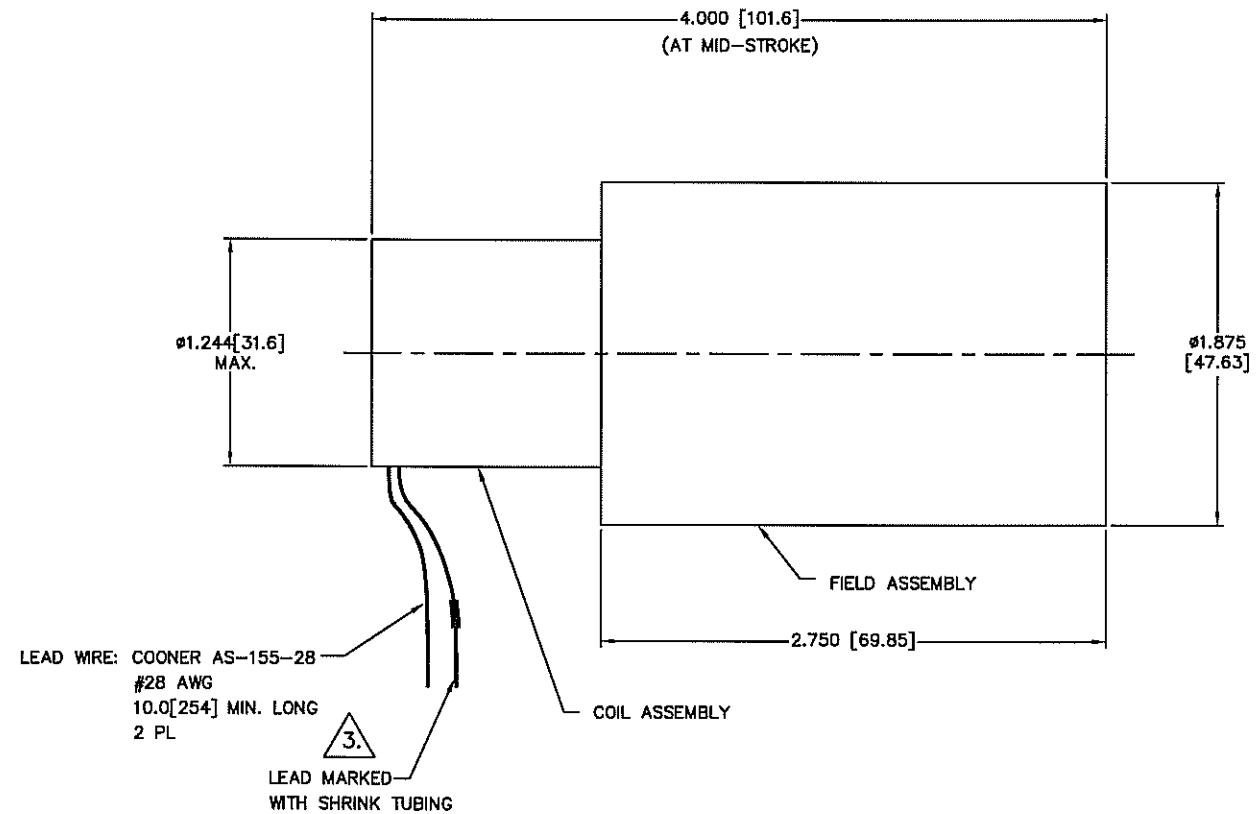 4.000 [101.6]
(AT MID-STROKE)
ø1.244[31.6]
MAX.
ø1.875
[47.63]
FIELD ASSEMBLY
2.750 [69.85]
LEAD WIRE: COONER AS-155-28
#28 AWG
10.0[254] MIN. LONG
2 PL
COIL ASSEMBLY
3.
LEAD MARKED
WITH SHRINK TUBING